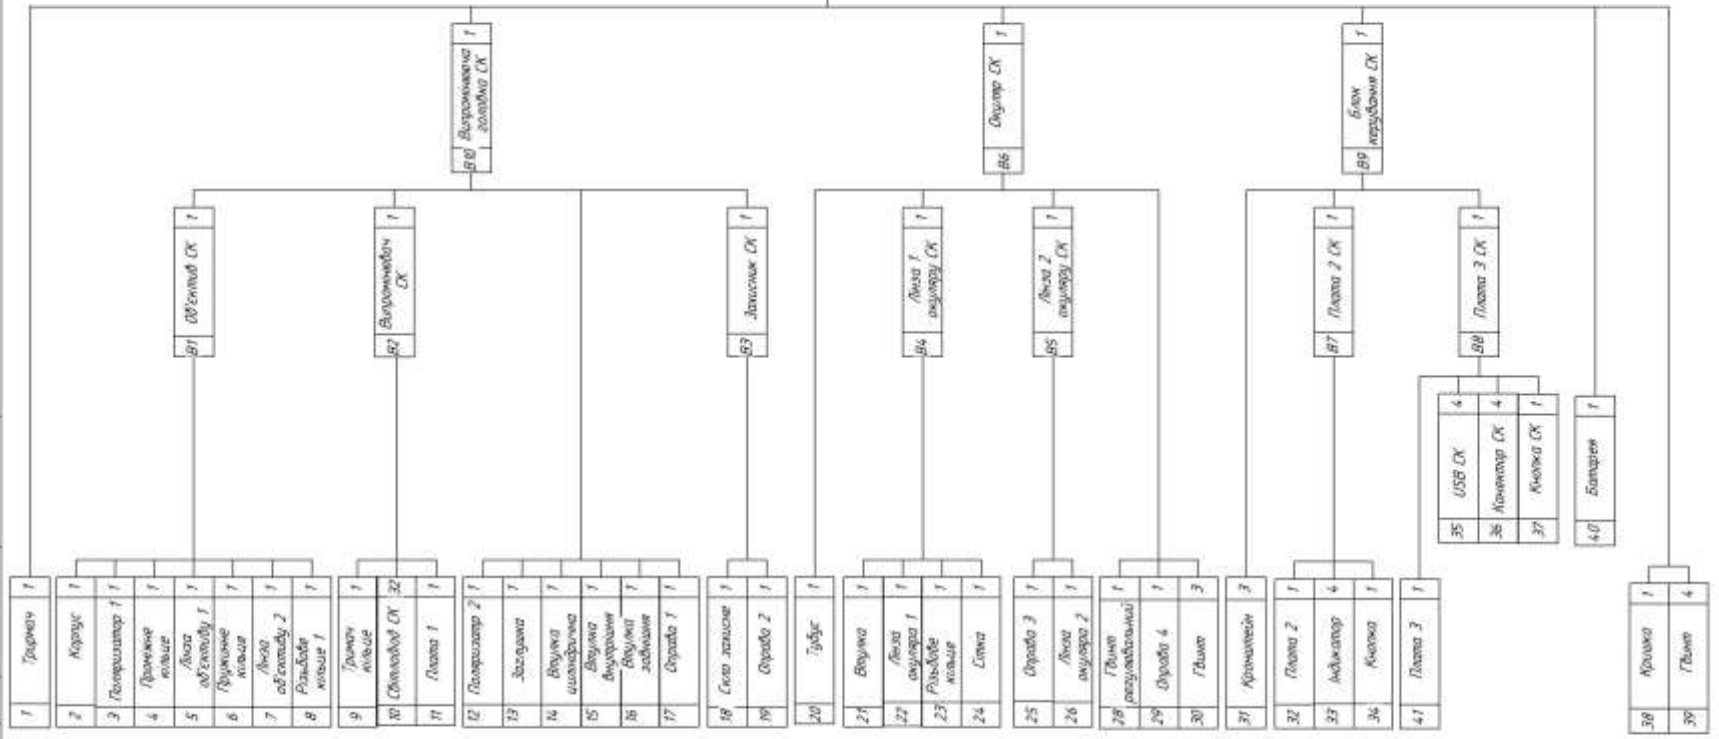 В10 Випромнююча головка СК 1
В6 Окуляр СК 1
В9 Блок керування СК 1
В1 Об'єктив СК 1
В2 Випромнювач СК 1
В3 Захисник СК 1
В4 Лінза 1 окуляру СК 1
В5 Лінза 2 окуляру СК 1
В7 Плата 2 СК 1
В8 Плата 3 СК 1
35 USB СК 4
36 Конектор СК 4
37 Кнопка СК 1
40 Батарея 1
1 Тримач 1
2 Корпус 1
3 Поляризатор 1 1
4 Проміжне кільце 1
5 Лінза об'єктиву 1 1
6 Пружинне кільце 1
7 Лінза об'єктиву 2 1
8 Різьбове кільце 1 1
9 Тримач кільце 1
10 Світлодіод СК 32
11 Плата 1 1
12 Поляризатр 2 1
13 Заглушка 1
14 Втулка циліндрична 1
15 Втулка внутрішня 1
16 Втулка зовнішня 1
17 Оправа 1 1
18 Скло захисне 1
19 Оправа 2 1
20 Тубус 1
21 Втулка 1
22 Лінза окуляра 1 1
23 Різьбове кільце 1
24 Сітка 1
25 Оправа 3 1
26 Лінза окуляра 2 1
28 Гвинт регулювальний 1
29 Оправа 4 1
30 Гвинт 3
31 Кронштейн 3
32 Плата 2 1
33 Індикатор 4
34 Кнопка 1
41 Плата 3 1
38 Кришка 1
39 Гвинт 4